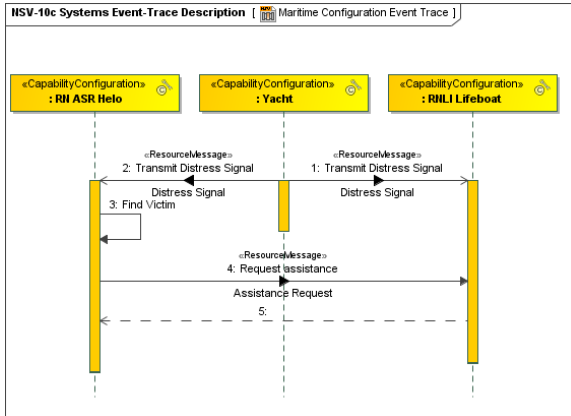 NSV-10c Systems Event-Trace Description [ NSV Maritime Configuration Event Trace ]
«CapabilityConfiguration»
: RN ASR Helo
«CapabilityConfiguration»
: Yacht
«CapabilityConfiguration»
: RNLI Lifeboat
«ResourceMessage»
2: Transmit Distress Signal
Distress Signal
«ResourceMessage»
1: Transmit Distress Signal
Distress Signal
3: Find Victim
«ResourceMessage»
4: Request assistance
Assistance Request
5: